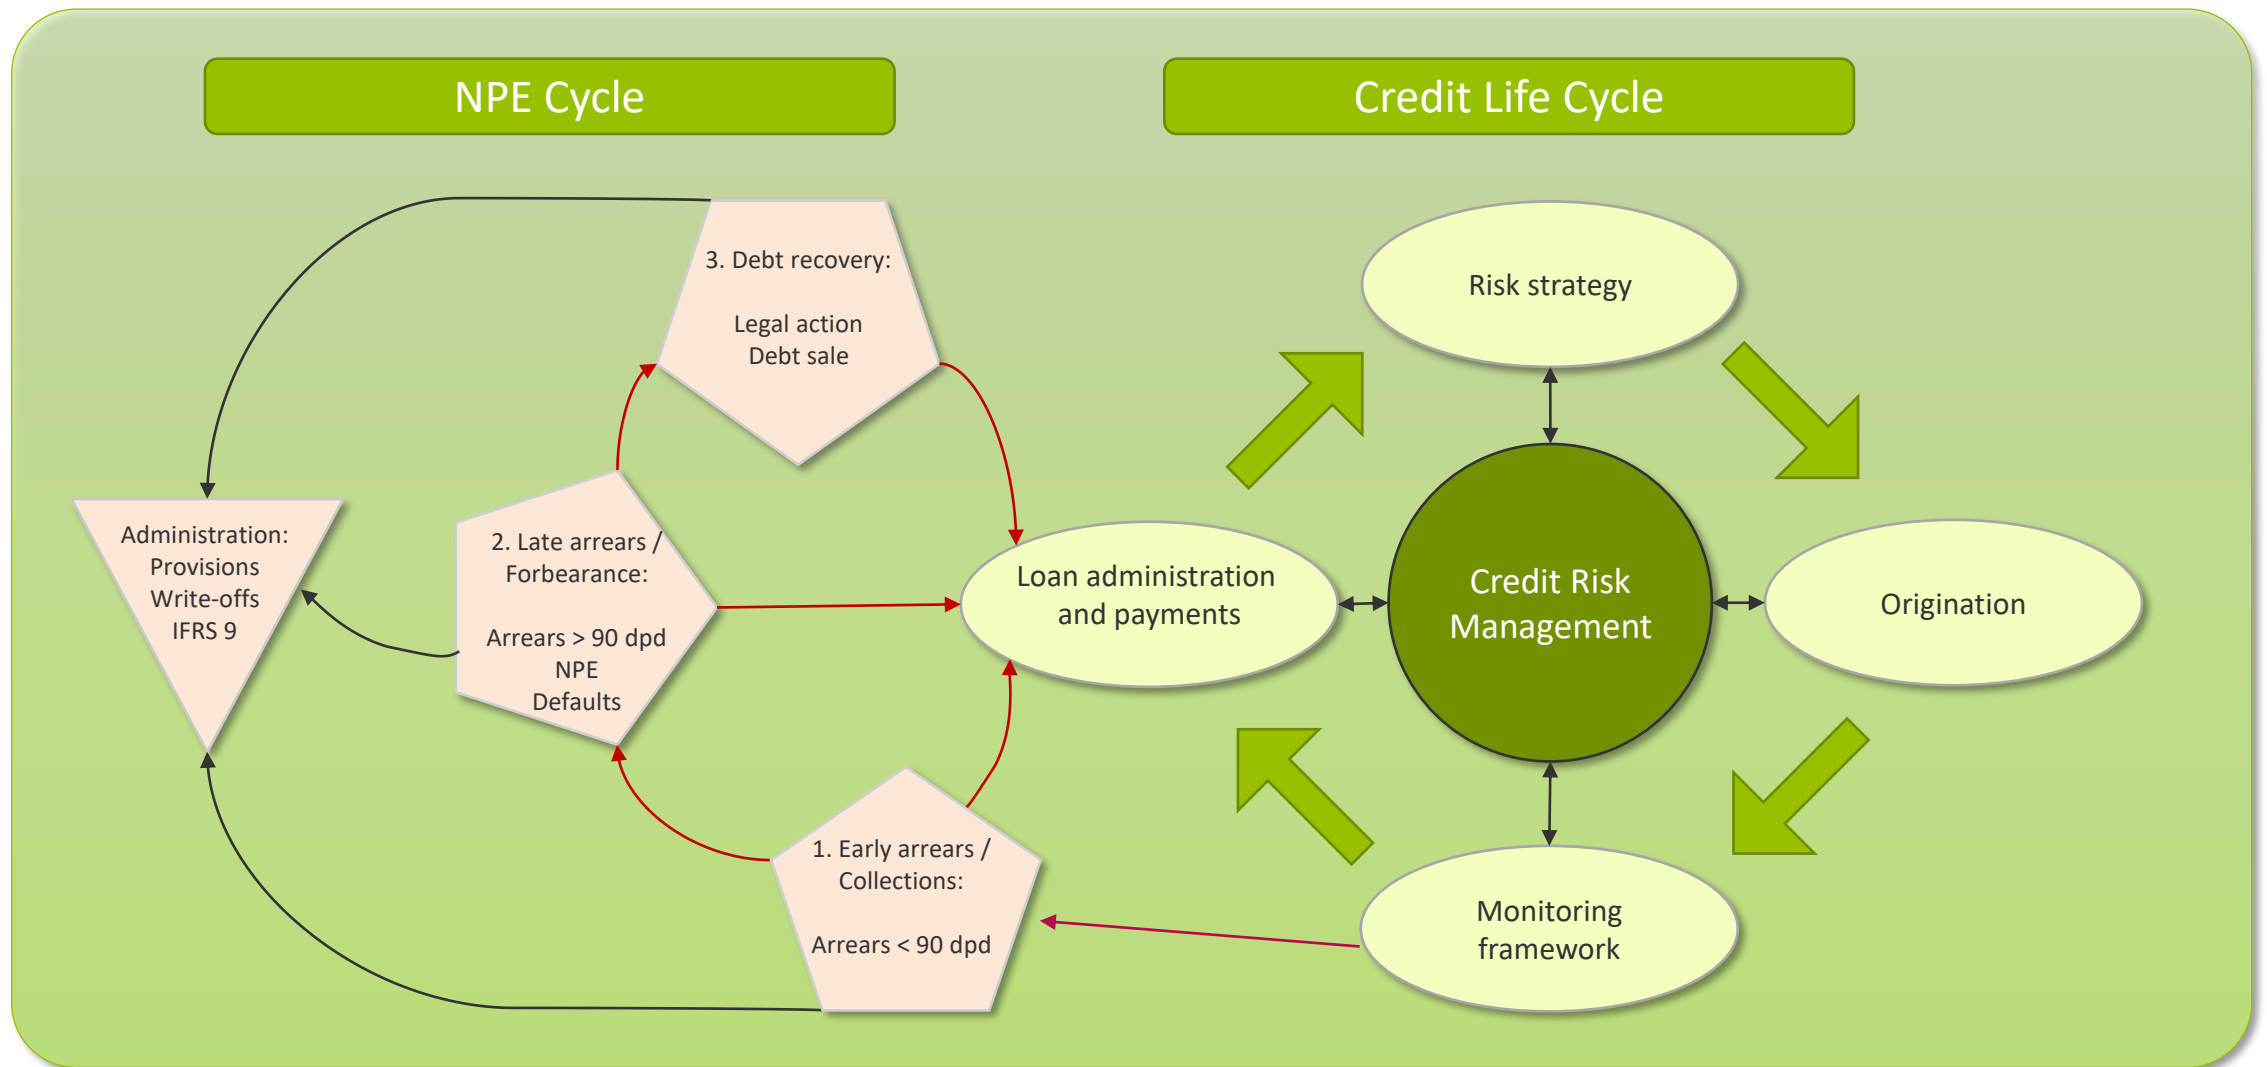 NPE Cycle
Credit Life Cycle
3. Debt recovery:
Legal action
Debt sale
2. Late arrears /
Forbearance:
Arrears > 90 dpd
NPE
Defaults
Administration:
Provisions
Write-offs
IFRS 9
1. Early arrears /
Collections:
Arrears < 90 dpd
Risk strategy
Loan administration
and payments
Credit Risk
Management
Origination
Monitoring
framework